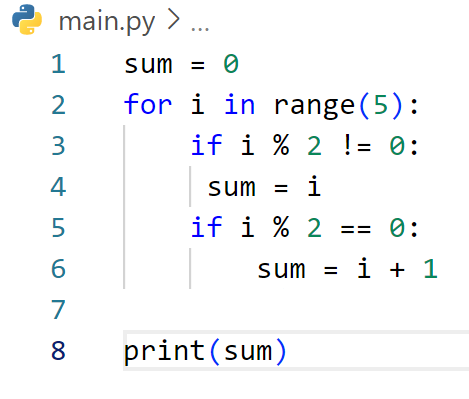 main.py > ...
1 sum = 0
2 for i in range(5):
3     if i % 2 != 0:
4      sum = i
5     if i % 2 == 0:
6         sum = i + 1
7
8 print(sum)